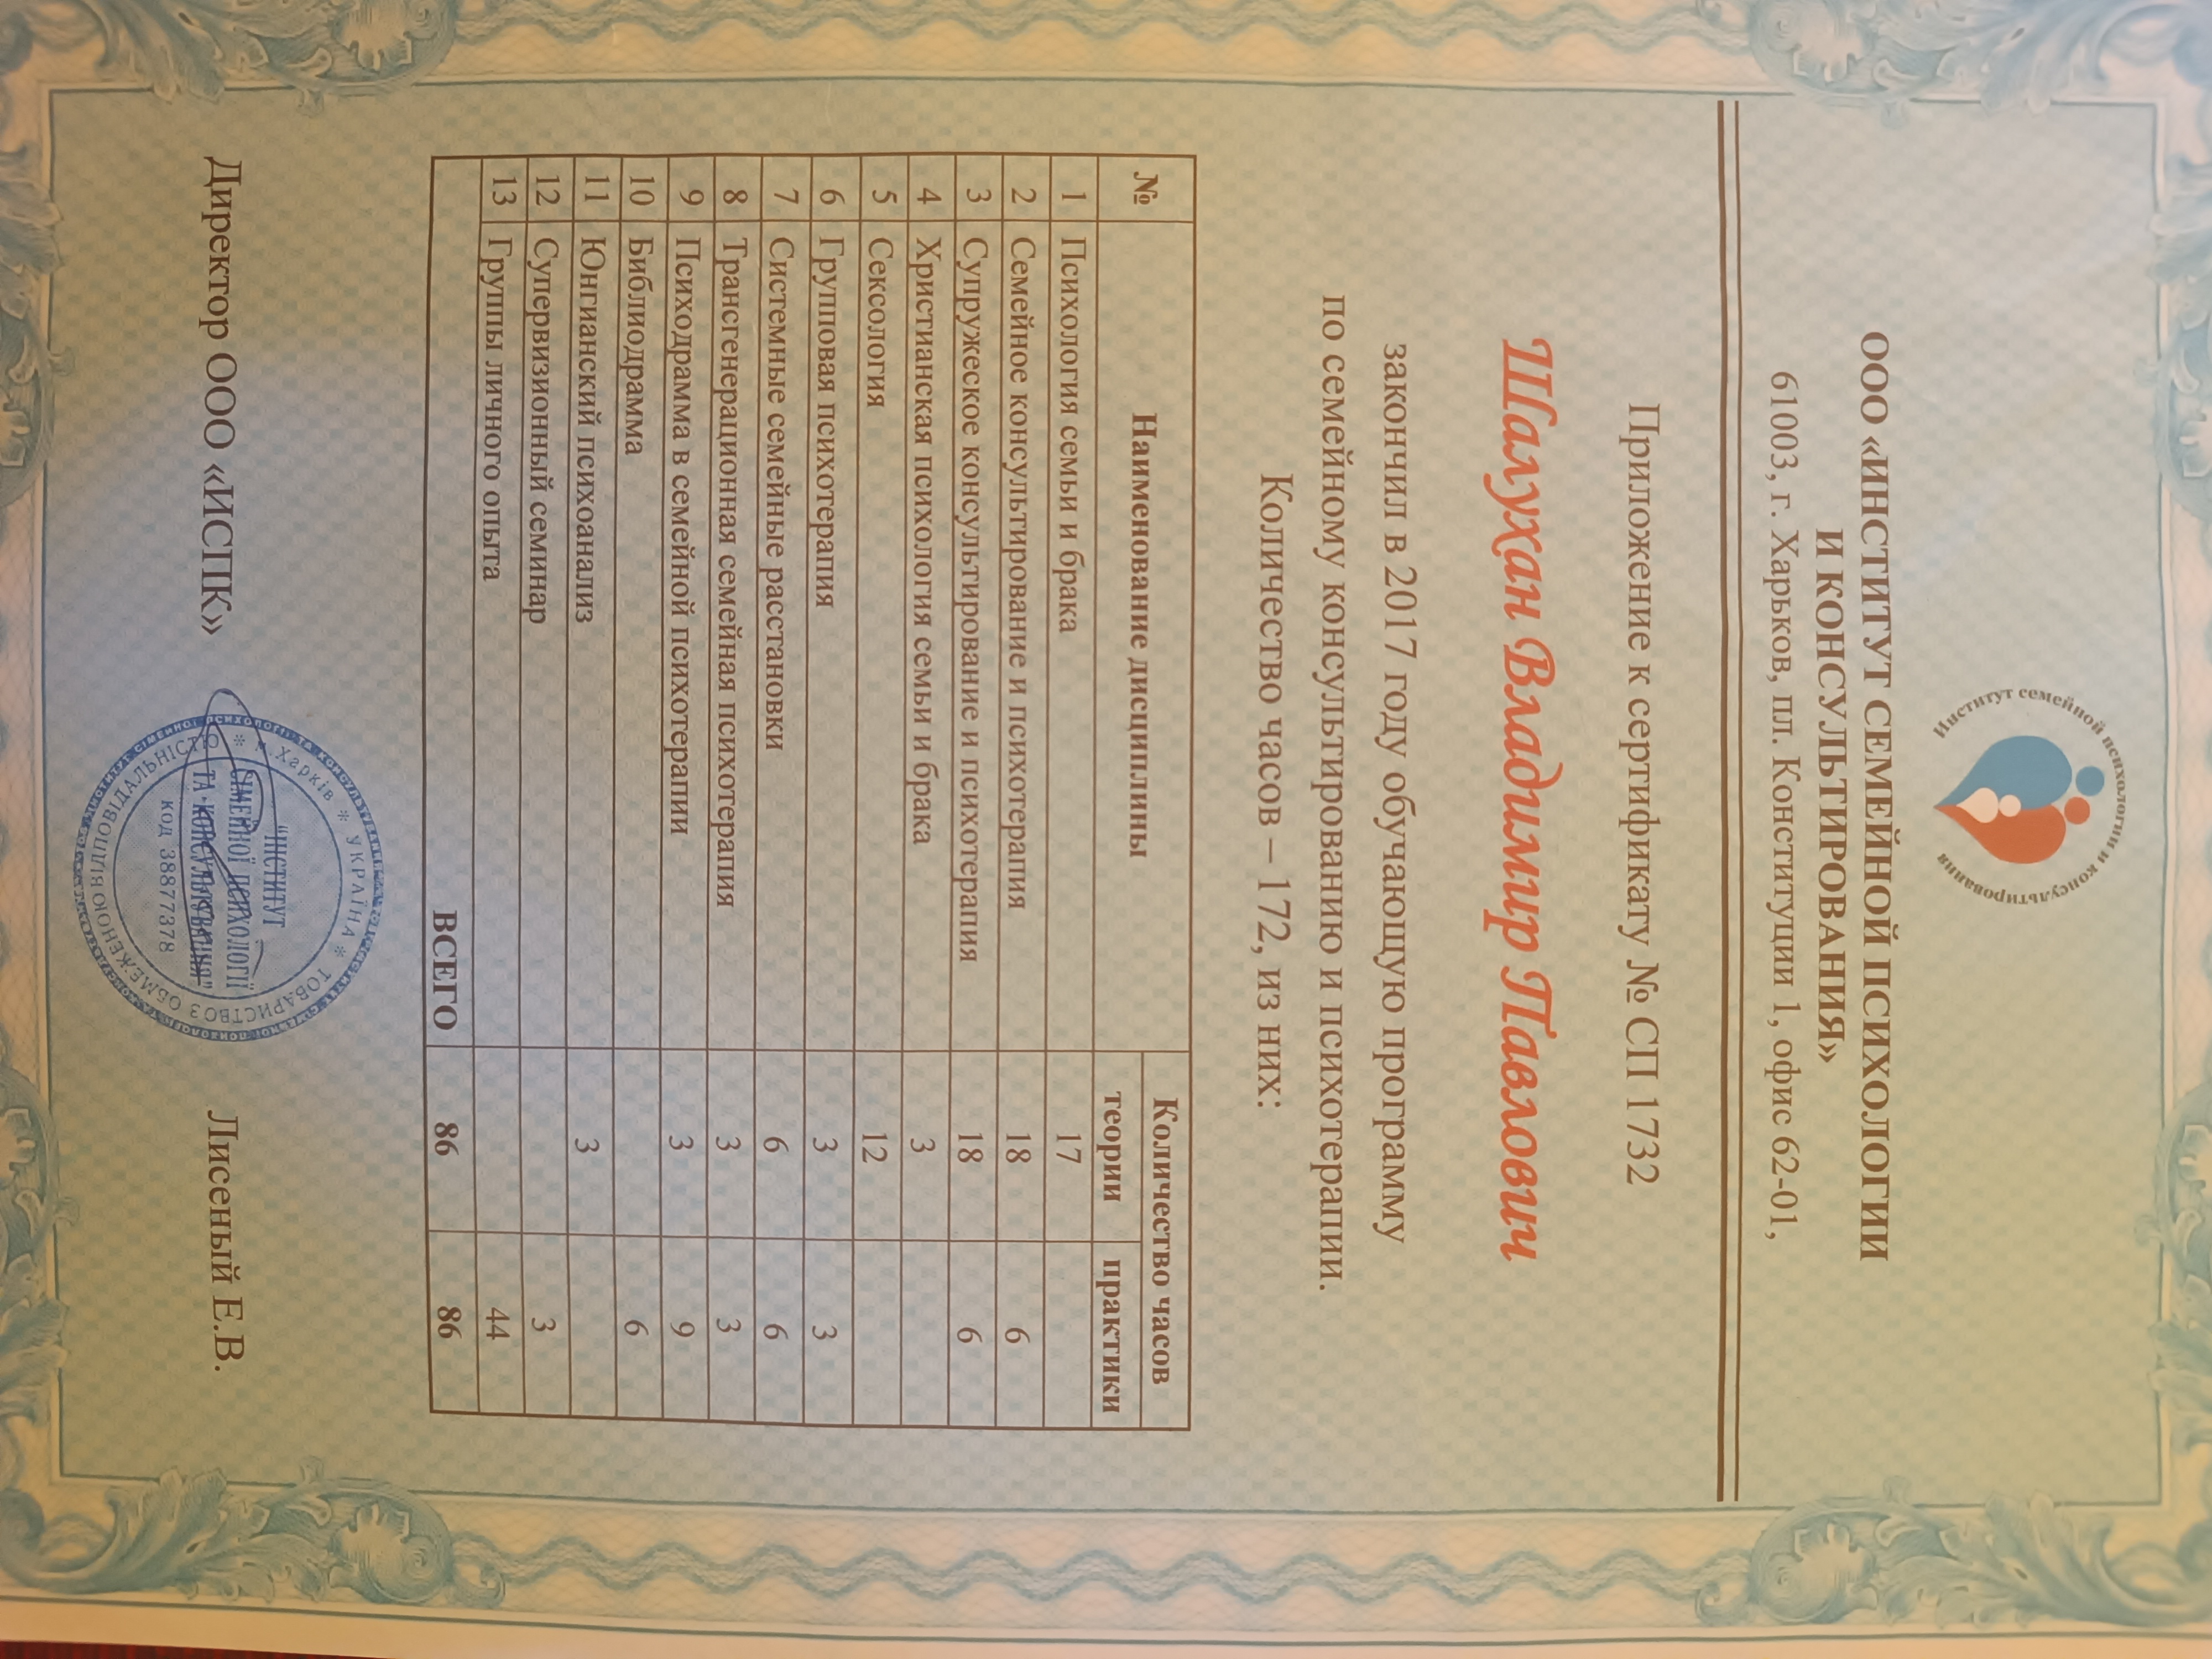 Институт семейной психологии и консультирования
ООО «ИНСТИТУТ СЕМЕЙНОЙ ПСИХОЛОГИИ
И КОНСУЛЬТИРОВАНИЯ»
61003, г. Харьков, пл. Конституции 1, офис 62-01,
Приложение к сертификату № СП 1732
Шалухан Владимир Павлович
закончил в 2017 году обучающую программу
по семейному консультированию и психотерапии.
Количество часов – 172, из них:
№ Наименование дисциплины Количество часов
теории практики
1 Психология семьи и брака 17
2 Семейное консультирование и психотерапия 18 6
3 Супружеское консультирование и психотерапия 18 6
4 Христианская психология семьи и брака 3
5 Сексология 12
6 Групповая психотерапия 3 3
7 Системные семейные расстановки 6 6
8 Трансгенерационная семейная психотерапия 3 3
9 Психодрамма в семейной психотерапии 3 9
10 Библиодрамма 6
11 Юнгианский психоанализ 3
12 Супервизионный семинар 3
13 Группы личного опыта 44
ВСЕГО 86 86
Директор ООО «ИСПК» Лисеный Е.В.
* м.Харків * УКРАЇНА * ТОВАРИСТВО З ОБМЕЖЕНОЮ ВІДПОВІДАЛЬНІСТЮ
"ІНСТИТУТ
СІМЕЙНОЇ ПСИХОЛОГІЇ
ТА КОНСУЛЬТУВАННЯ"
код 38877378